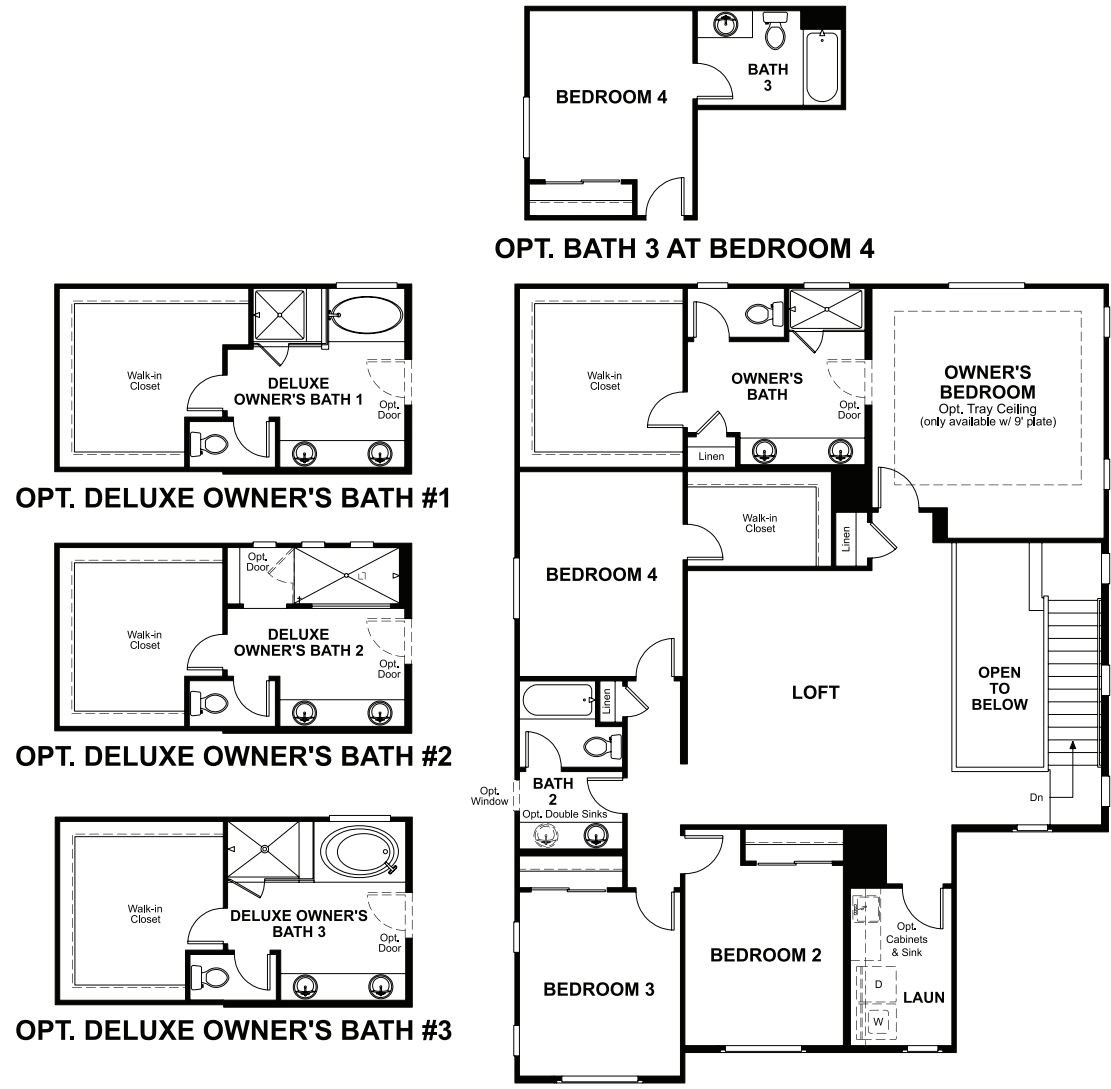 BEDROOM 4
BATH
3
OPT. BATH 3 AT BEDROOM 4
Walk-in
Closet
DELUXE
OWNER'S BATH 1
Opt.
Door
OPT. DELUXE OWNER'S BATH #1
Opt.
Door
Walk-in
Closet
DELUXE
OWNER'S BATH 2
Opt.
Door
OPT. DELUXE OWNER'S BATH #2
Walk-in
Closet
DELUXE OWNER'S
BATH 3
Opt.
Door
OPT. DELUXE OWNER'S BATH #3
Walk-in
Closet
OWNER'S
BATH
Opt.
Door
Linen
OWNER'S
BEDROOM
Opt. Tray Ceiling
(only available w/ 9' plate)
Walk-in
Closet
Linen
BEDROOM 4
LOFT
OPEN
TO
BELOW
Linen
Opt.
Window
BATH
2
Opt. Double Sinks
Dn
BEDROOM 3
BEDROOM 2
Opt.
Cabinets
& Sink
D
LAUN
W